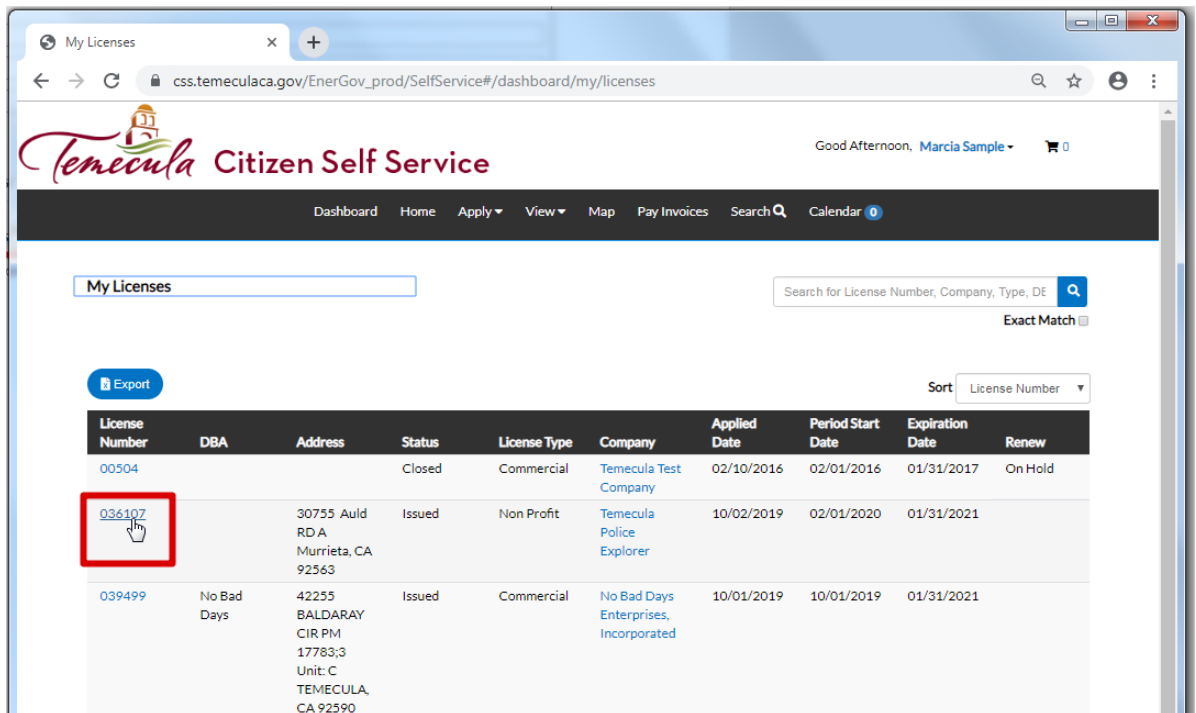 My Licenses
css.temeculaca.gov/EnerGov_prod/SelfService#/dashboard/my/licenses
Temecula Citizen Self Service
Good Afternoon, Marcia Sample
0
Dashboard Home Apply View Map Pay Invoices Search Calendar 0
My Licenses
Search for License Number, Company, Type, DE
Exact Match
Export
Sort License Number
License Number DBA Address Status License Type Company Applied Date Period Start Date Expiration Date Renew
00504 Closed Commercial Temecula Test 02/10/2016 02/01/2016 01/31/2017 On Hold
Company
036107 30755 Auld Issued Non Profit Temecula 10/02/2019 02/01/2020 01/31/2021
RD A Police
Murrieta, CA Explorer
92563
039499 No Bad 42255 Issued Commercial No Bad Days 10/01/2019 10/01/2019 01/31/2021
Days BALDARAY Enterprises,
CIR PM Incorporated
17783;3
Unit: C
TEMECULA,
CA 92590